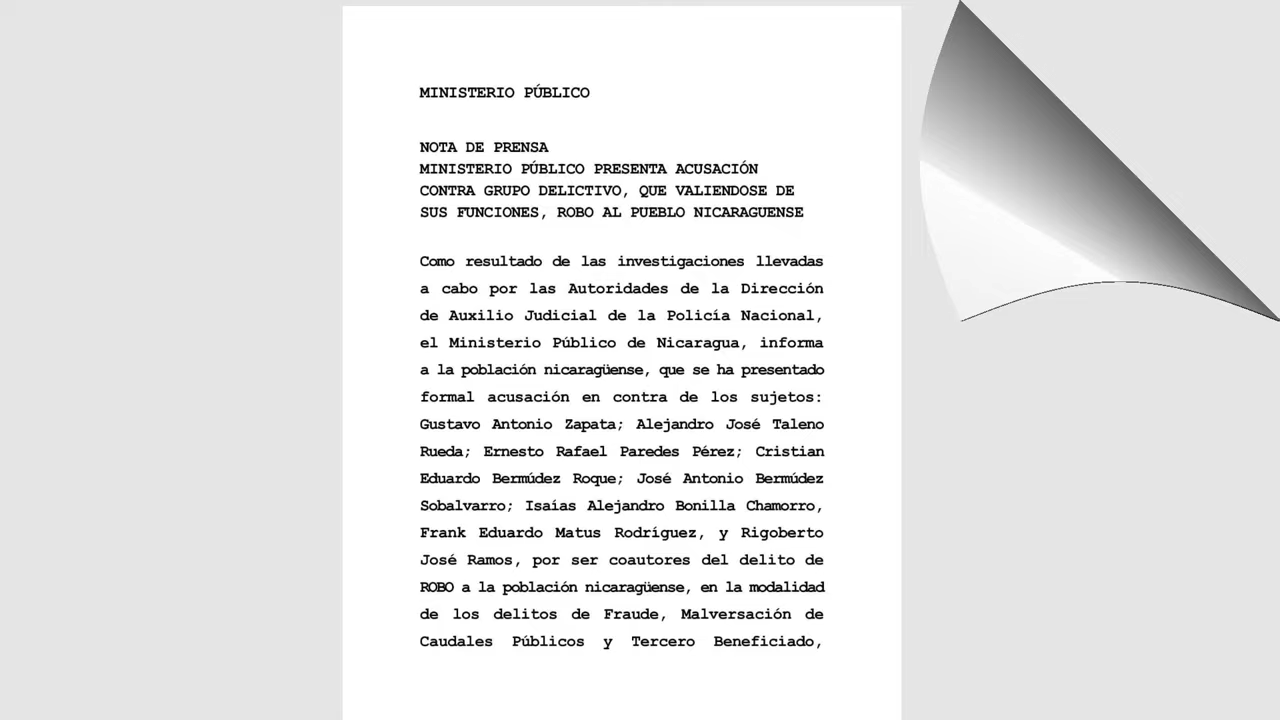 MINISTERIO PÚBLICO
NOTA DE PRENSA
MINISTERIO PÚBLICO PRESENTA ACUSACIÓN
CONTRA GRUPO DELICTIVO, QUE VALIENDOSE DE
SUS FUNCIONES, ROBO AL PUEBLO NICARAGUENSE
Como resultado de las investigaciones llevadas
a cabo por las Autoridades de la Dirección
de Auxilio Judicial de la Policía Nacional,
el Ministerio Público de Nicaragua, informa
a la población nicaragüense, que se ha presentado
formal acusación en contra de los sujetos:
Gustavo Antonio Zapata; Alejandro José Taleno
Rueda; Ernesto Rafael Paredes Pérez; Cristian
Eduardo Bermúdez Roque; José Antonio Bermúdez
Sobalvarro; Isaías Alejandro Bonilla Chamorro,
Frank Eduardo Matus Rodríguez, y Rigoberto
José Ramos, por ser coautores del delito de
ROBO a la población nicaragüense, en la modalidad
de los delitos de Fraude, Malversación de
Caudales Públicos y Tercero Beneficiado,